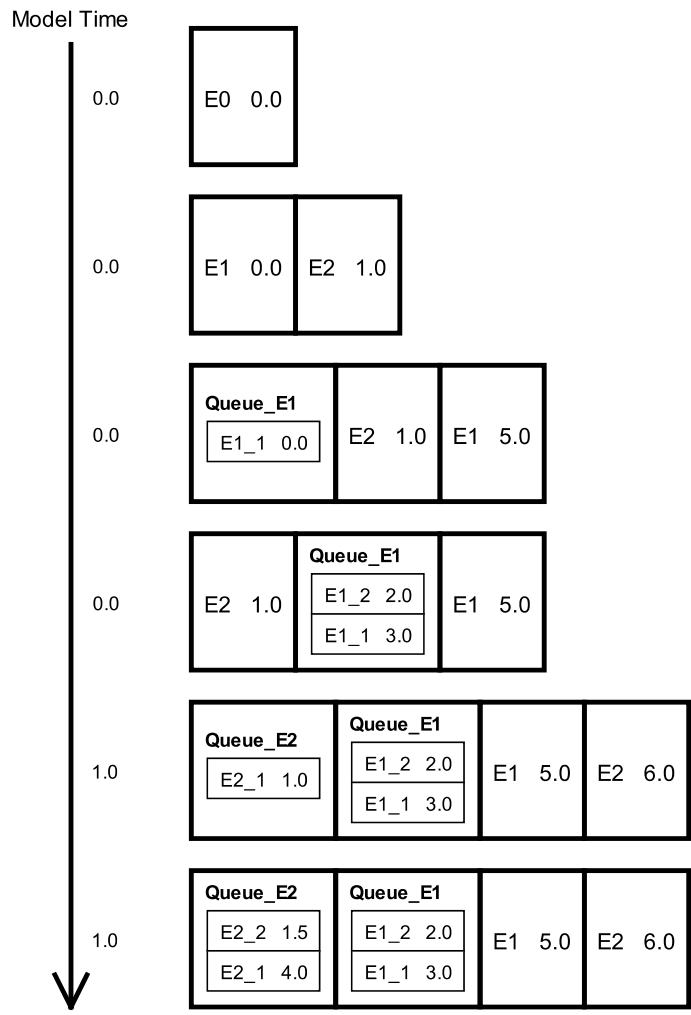 Model Time
0.0
E0 0.0
0.0
E1 0.0 E2 1.0
0.0
Queue_E1
E1_1 0.0
E2 1.0
E1 5.0
0.0
E2 1.0
Queue_E1
E1_2 2.0
E1_1 3.0
E1 5.0
1.0
Queue_E2
E2_1 1.0
Queue_E1
E1_2 2.0
E1_1 3.0
E1 5.0
E2 6.0
1.0
Queue_E2
E2_2 1.5
E2_1 4.0
Queue_E1
E1_2 2.0
E1_1 3.0
E1 5.0
E2 6.0